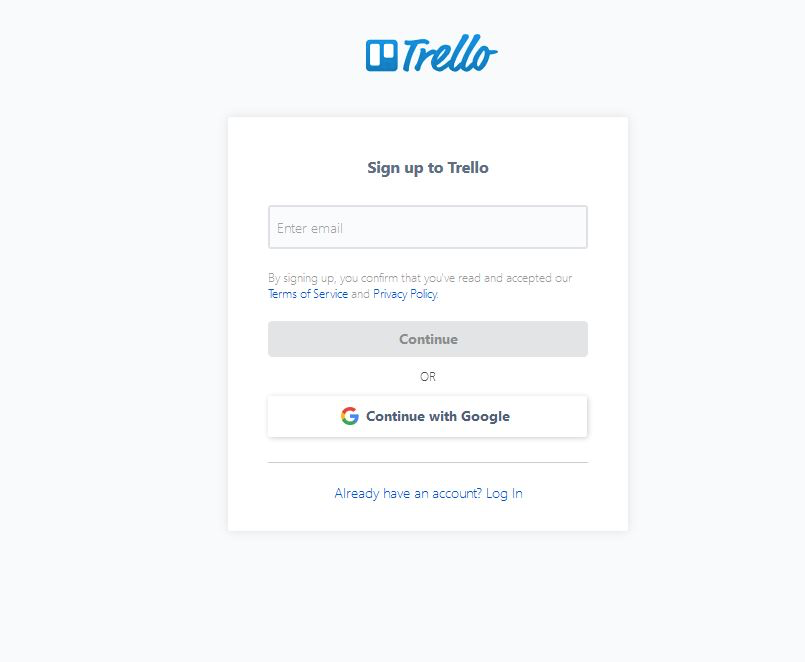 Trello
Sign up to Trello
Enter email
By signing up, you confirm that you've read and accepted our
Terms of Service and Privacy Policy.
Continue
OR
Continue with Google
Already have an account? Log In